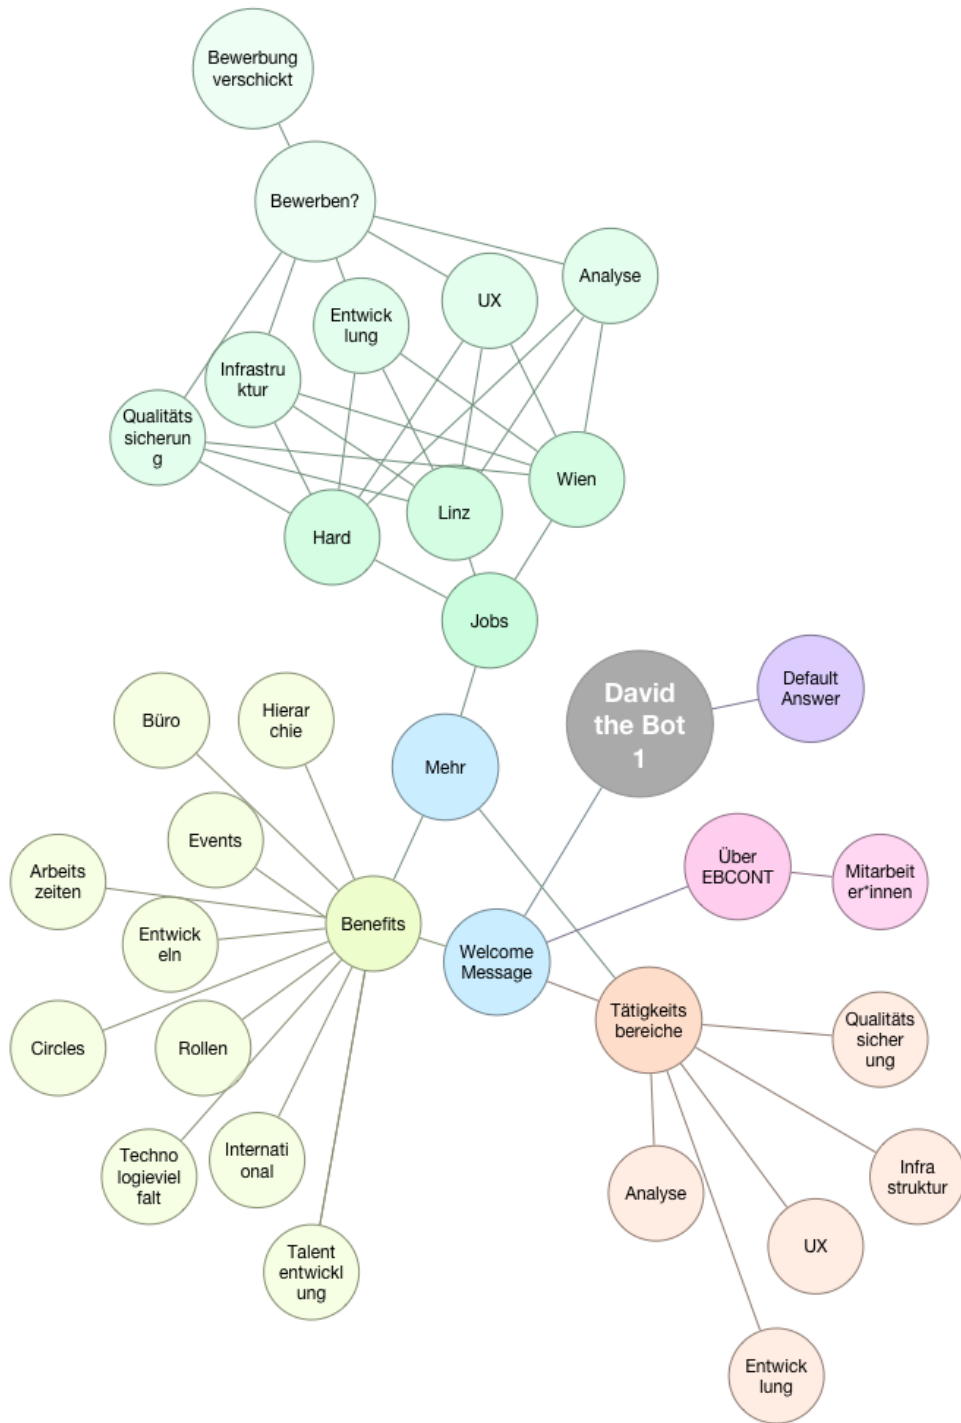 Bewerbung
verschickt
Bewerben?
Analyse
UX
Entwick
lung
Infrastru
ktur
Qualitäts
sicherun
g
Wien
Linz
Hard
Jobs
David
the Bot
1
Default
Answer
Büro
Hierar
chie
Mehr
Events
Über
EBCONT
Mitarbeit
er*innen
Arbeits
zeiten
Benefits
Entwick
eln
Welcome
Message
Tätigkeits
bereiche
Qualitäts
sicher
ung
Circles
Rollen
Techno
logieviel
falt
Internati
onal
Analyse
Infra
struktur
UX
Talent
entwickl
ung
Entwick
lung